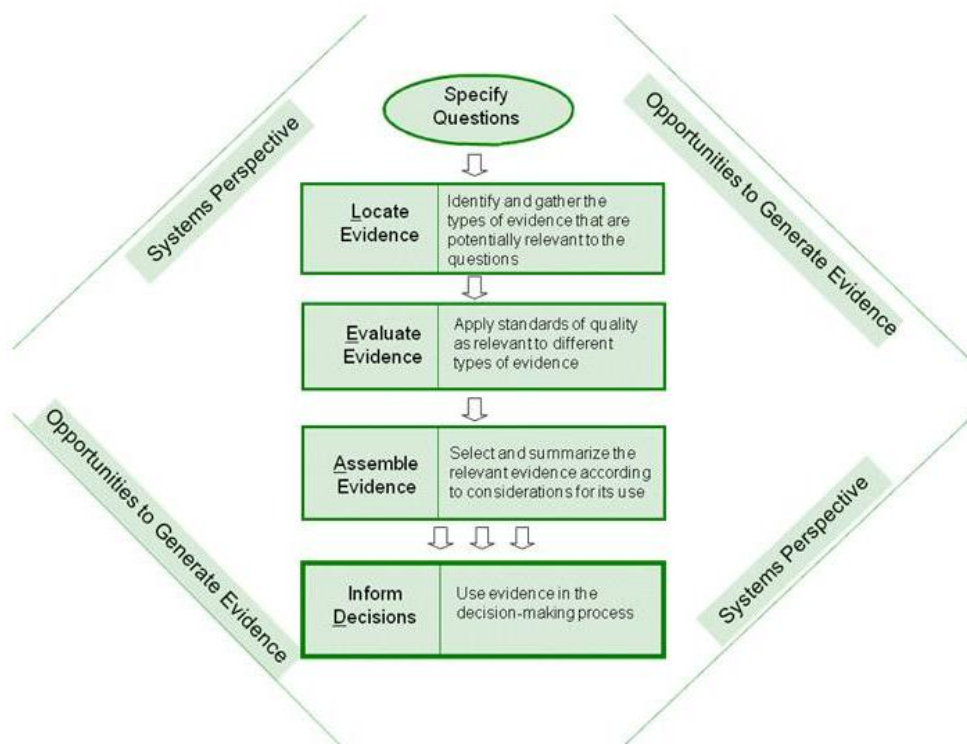 Specify
Questions
Systems Perspective
Opportunities to Generate Evidence
Locate
Evidence
Identify and gather the
types of evidence that are
potentially relevant to the
questions
Evaluate
Evidence
Apply standards of quality
as relevant to different
types of evidence
Assemble
Evidence
Select and summarize the
relevant evidence according
to considerations for its use
Opportunities to Generate Evidence
Systems Perspective
Inform
Decisions
Use evidence in the
decision-making process